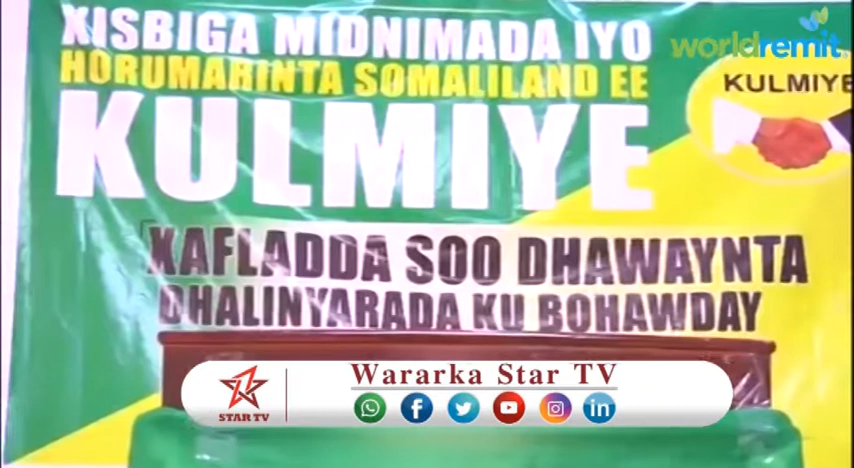 XISBIGA MIDNIMADA IYO
HORUMARINTA SOMALILAND EE
KULMIYE
worldremit
KULMIYE
XAFLADDA SOO DHAWAYNTA
DHALINYARADA KU BOHAWDAY
Wararka Star TV
STAR TV